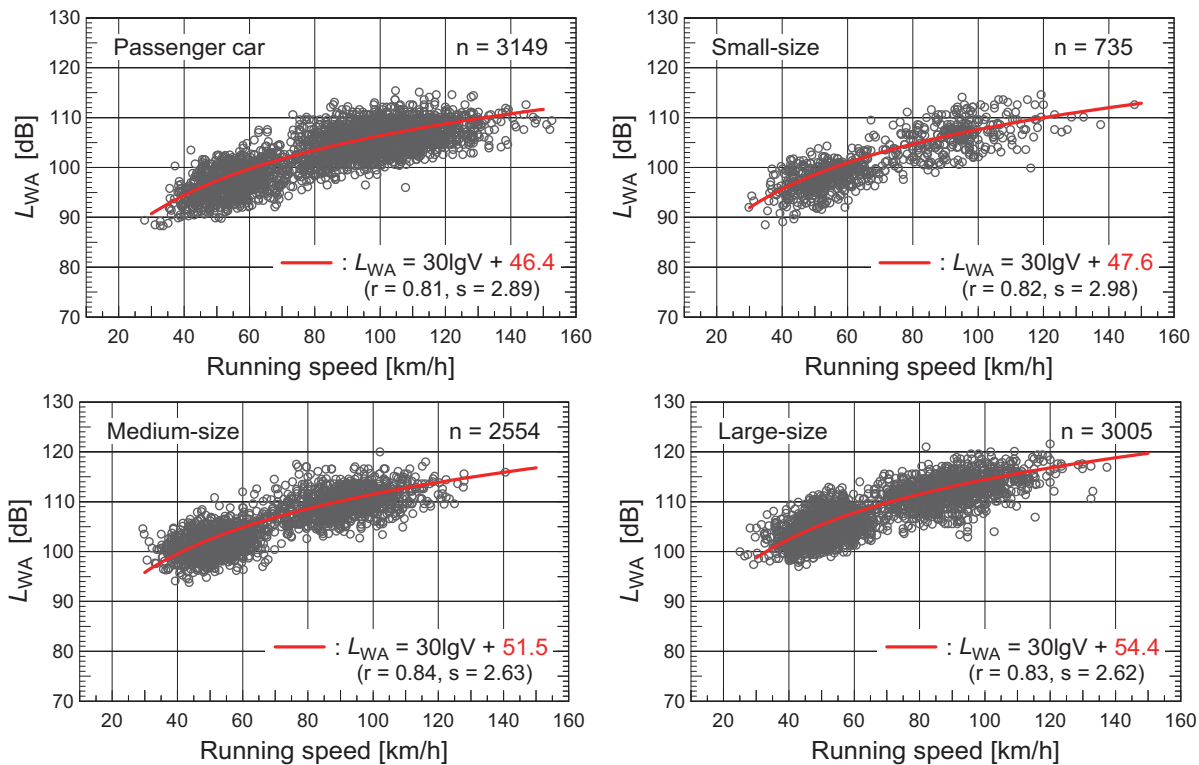 130
120
110
100
90
80
70
L_WA [dB]
Passenger car n = 3149
: L_WA = 30lgV + 46.4
(r = 0.81, s = 2.89)
20 40 60 80 100 120 140 160
Running speed [km/h]
130
120
110
100
90
80
70
L_WA [dB]
Small-size n = 735
: L_WA = 30lgV + 47.6
(r = 0.82, s = 2.98)
20 40 60 80 100 120 140 160
Running speed [km/h]
130
120
110
100
90
80
70
L_WA [dB]
Medium-size n = 2554
: L_WA = 30lgV + 51.5
(r = 0.84, s = 2.63)
20 40 60 80 100 120 140 160
Running speed [km/h]
130
120
110
100
90
80
70
L_WA [dB]
Large-size n = 3005
: L_WA = 30lgV + 54.4
(r = 0.83, s = 2.62)
20 40 60 80 100 120 140 160
Running speed [km/h]